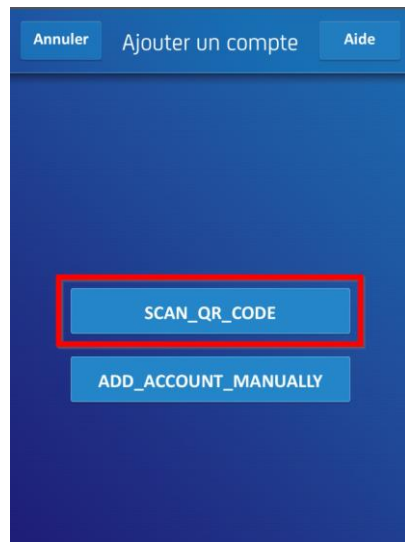 Annuler Ajouter un compte Aide
SCAN_QR_CODE
ADD_ACCOUNT_MANUALLY